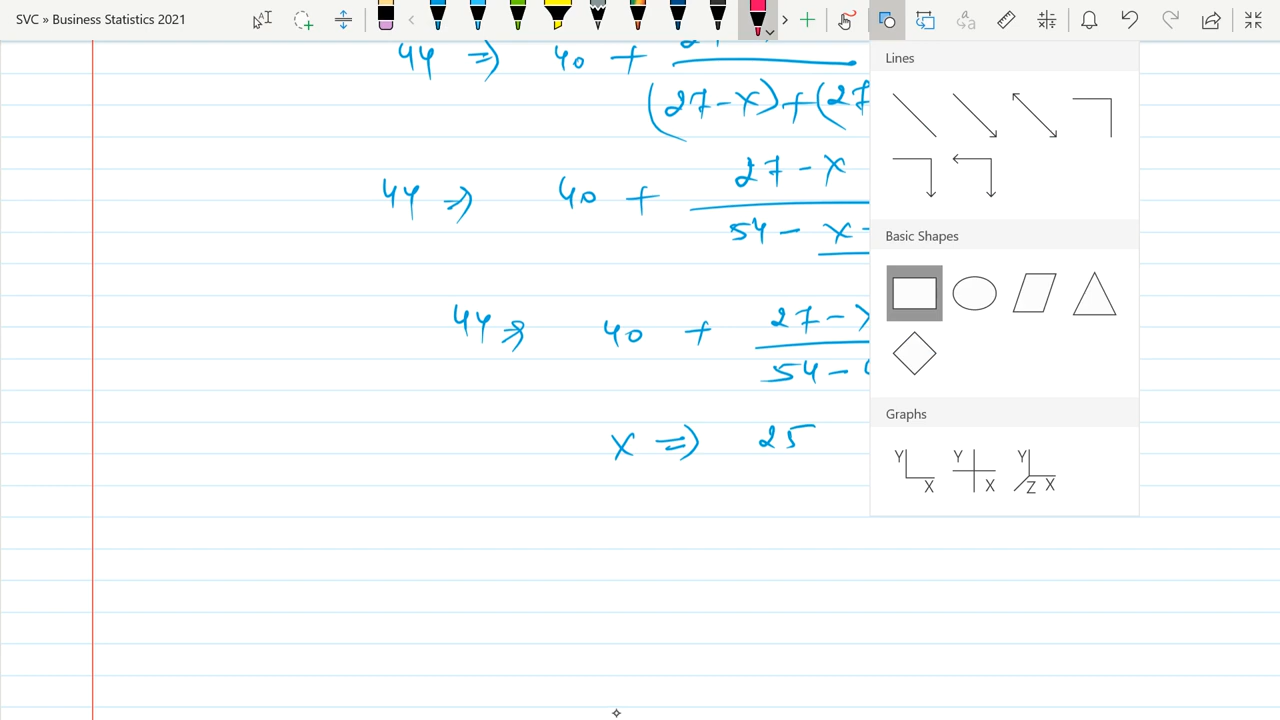 SVC » Business Statistics 2021
Lines
44 ⇒ 40 +
(27 - x) + (27
44 ⇒ 40 + 27 - x
54 - x -
Basic Shapes
44 ⇒ 40 + 27 -
54 -
Graphs
x ⇒ 25
Y X Y X Y Z X